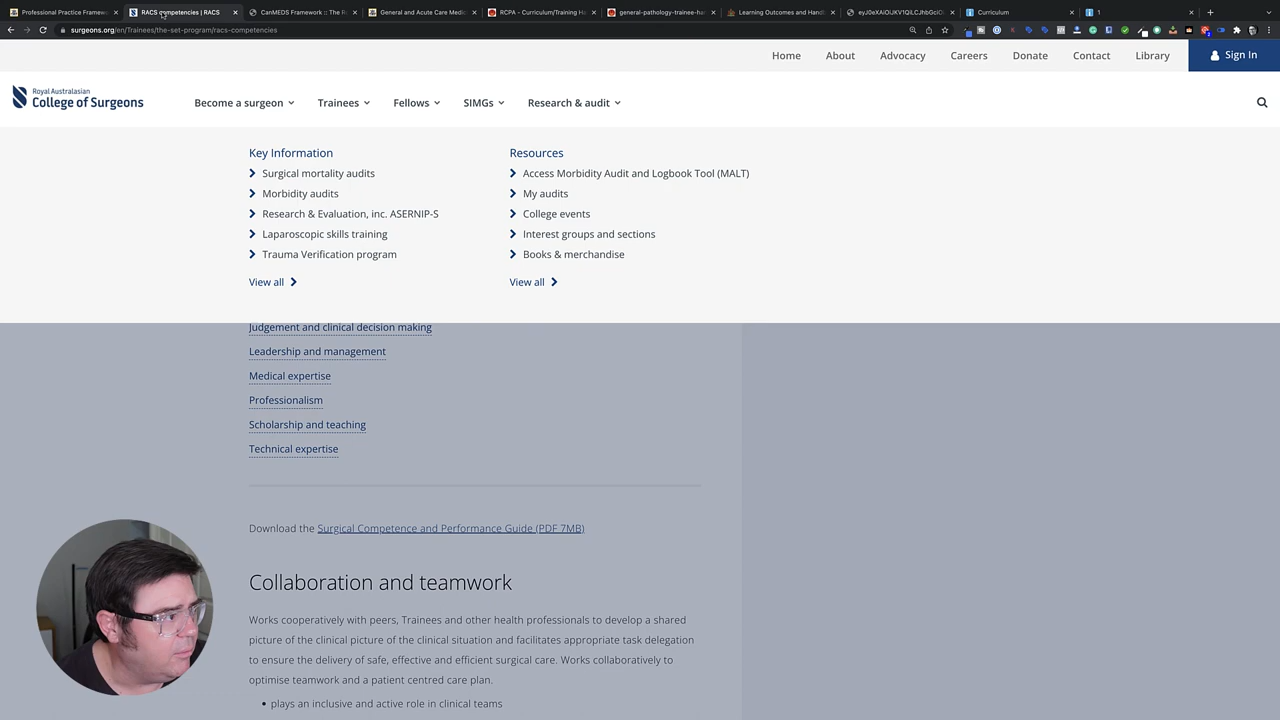 Professional Practice Framew
RACS competencies | RACS
CanMEDS Framework :: The R
General and Acute Care Medic
RCPA - Curriculum/Training Ha
general-pathology-trainee-ha
Learning Outcomes and Handb
Curriculum
1
surgeons.org/en/Trainees/the-set-program/racs-competencies
Home
About
Advocacy
Careers
Donate
Contact
Library
Sign In
Royal Australasian
College of Surgeons
Become a surgeon
Trainees
Fellows
SIMGs
Research & audit
Key Information
Surgical mortality audits
Morbidity audits
Research & Evaluation, inc. ASERNIP-S
Laparoscopic skills training
Trauma Verification program
View all
Resources
Access Morbidity Audit and Logbook Tool (MALT)
My audits
College events
Interest groups and sections
Books & merchandise
View all
Judgement and clinical decision making
Leadership and management
Medical expertise
Professionalism
Scholarship and teaching
Technical expertise
Download the Surgical Competence and Performance Guide (PDF 7MB)
Collaboration and teamwork
Works cooperatively with peers, Trainees and other health professionals to develop a shared
picture of the clinical picture of the clinical situation and facilitates appropriate task delegation
to ensure the delivery of safe, effective and efficient surgical care. Works collaboratively to
optimise teamwork and a patient centred care plan.
• plays an inclusive and active role in clinical teams